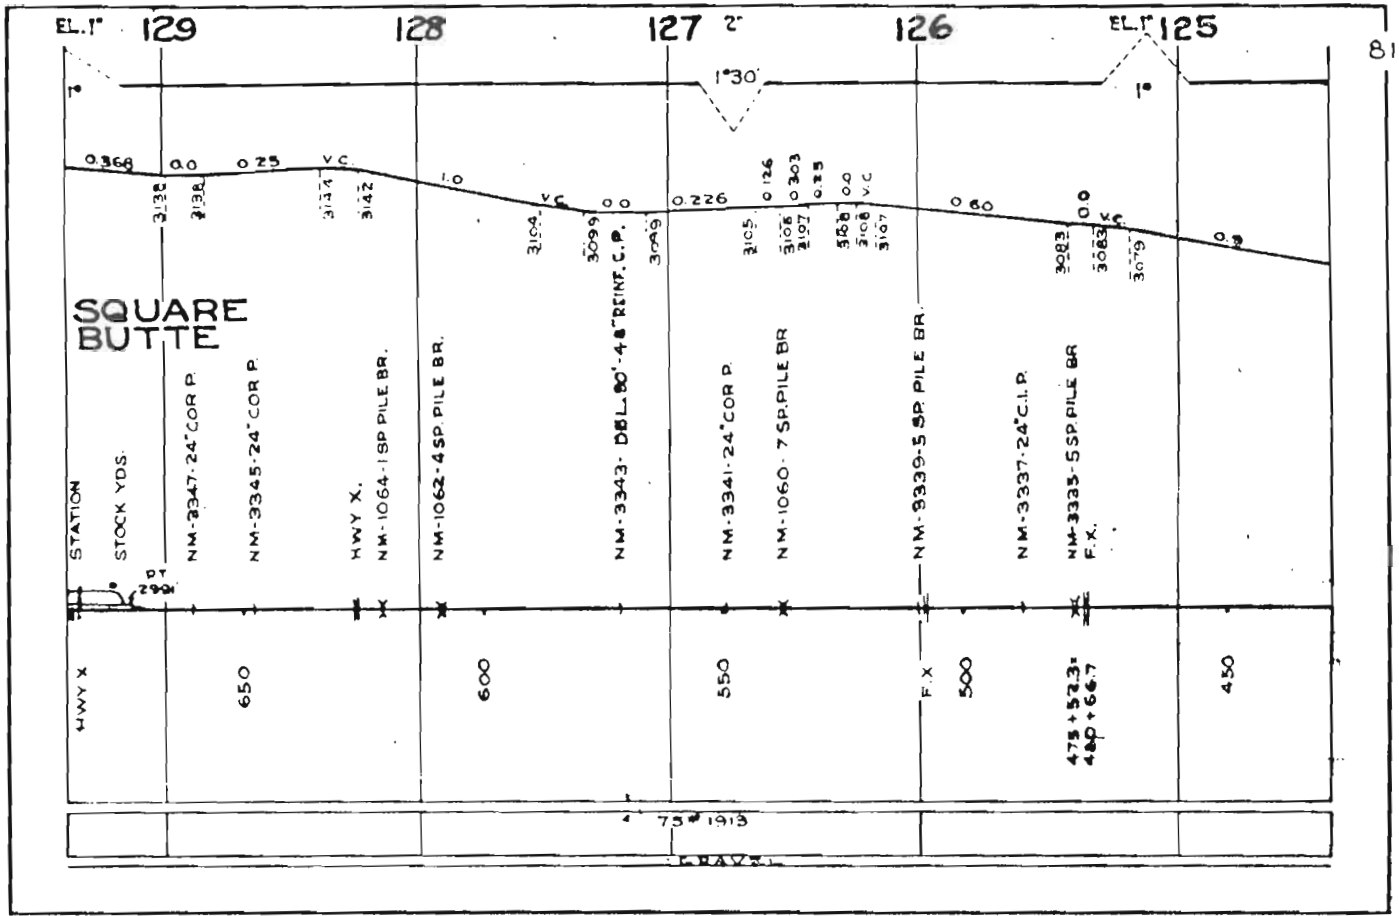 EL.1" 129 128 127 2" 126 EL.1" 125
81
1°
1°30'
1°
0.368 0.0 0.25 V.C. 1.0 V.C. 0.0 0.226 0.126 0.303 0.25 0.0 V.C. 0.60 0.0
3138 3138 3144 3142 3104 3099 3099 3105 3107 3108 3108 3107 3083 3083 3079
SQUARE
BUTTE
STATION
STOCK YDS.
NM-3347-24" COR P.
NM-3345-24" COR P.
HWY X.
NM-1064-1 SP PILE BR.
NM-1062-4 SP. PILE BR.
NM-3343- DBL. 80'-48" REINF. C.P.
NM-3341-24" COR P.
NM-1060-7 SP. PILE BR
NM-3339-5 SP. PILE BR.
NM-3337-24" C.I.P.
NM-3335-5 SP. PILE BR
F.X.
PT
HWY X
650
600
550
F.X
500
475+52.3=
480+66.7
450
75# 1913
GRAVEL